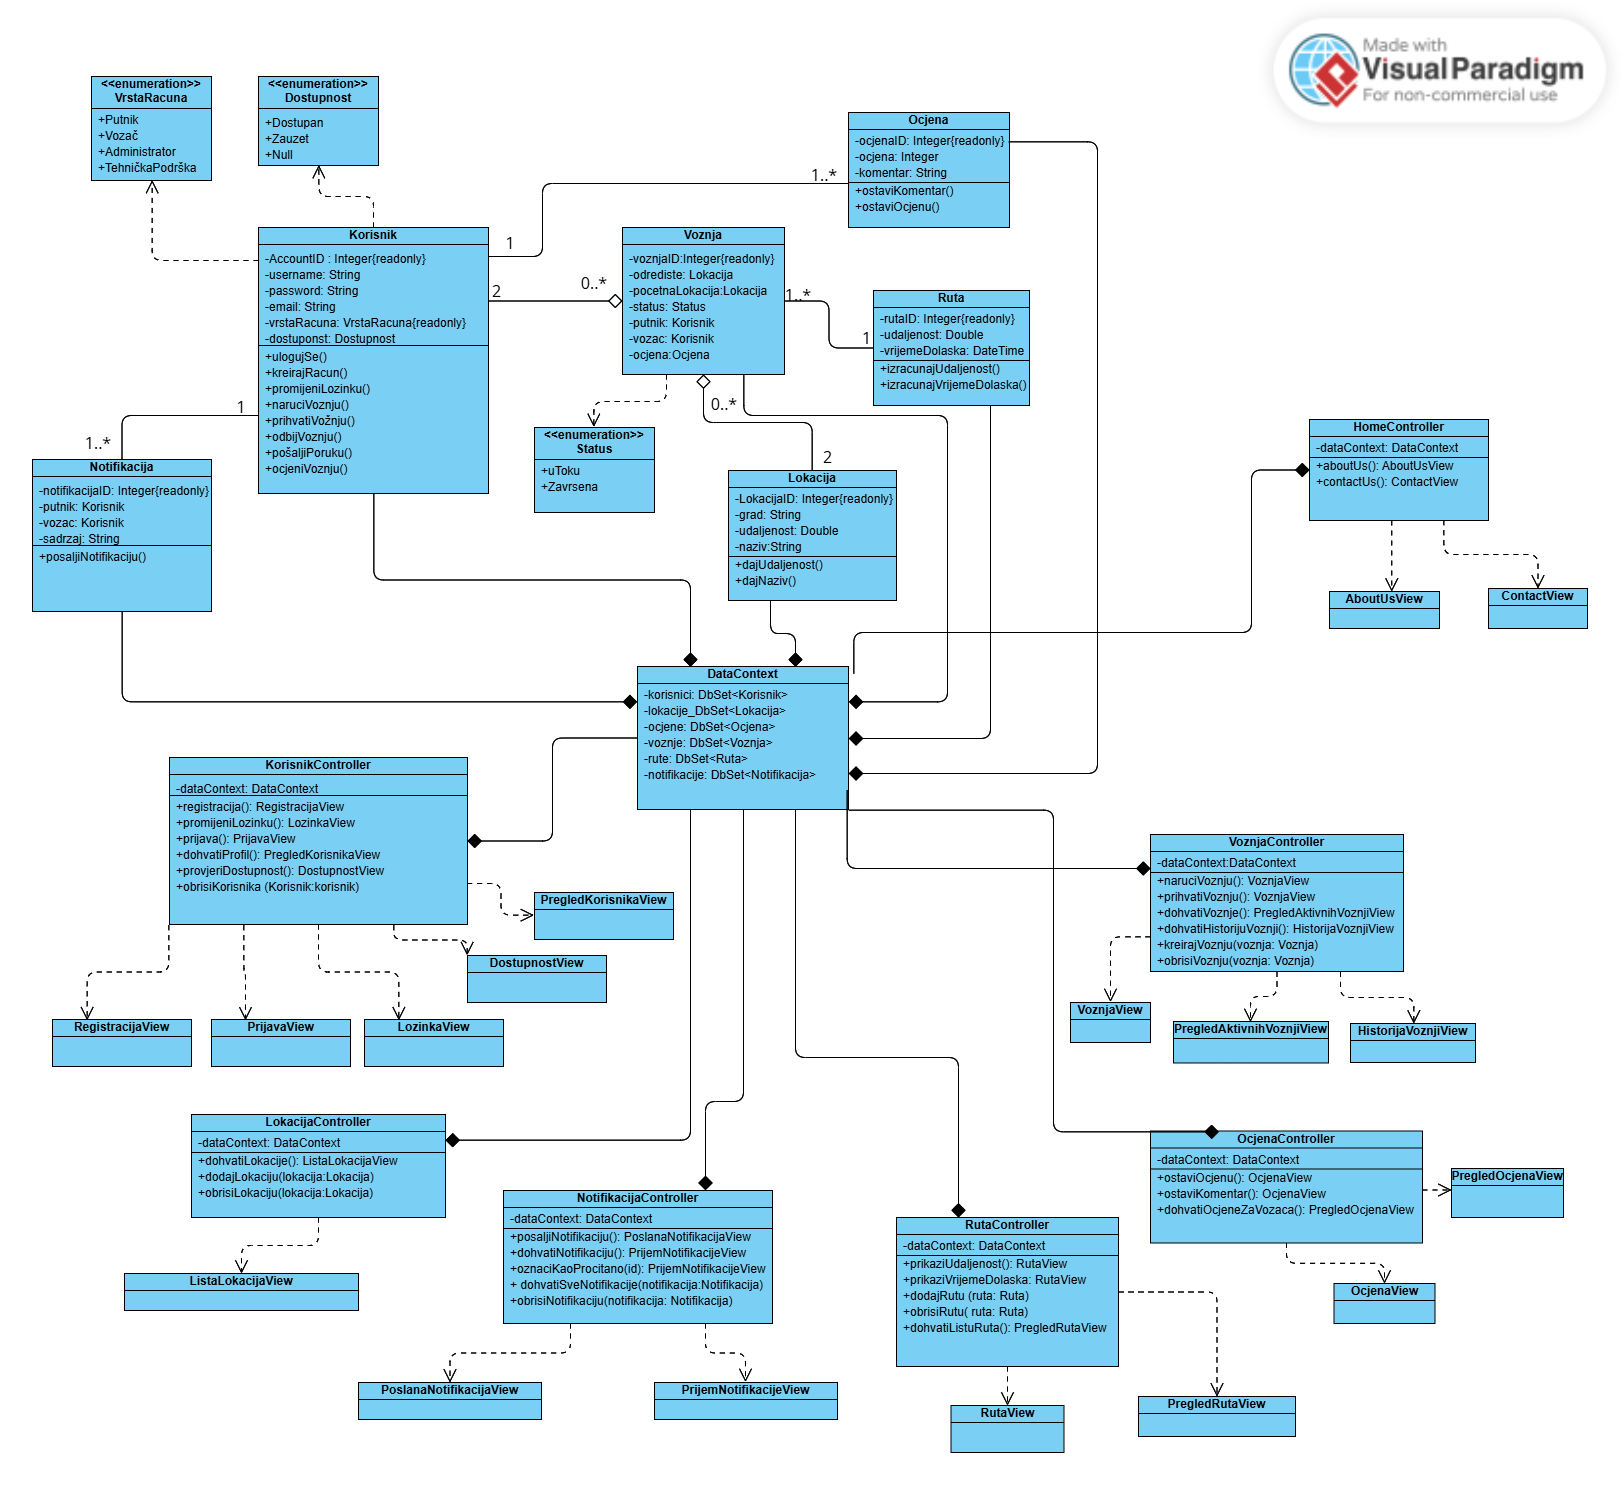 Made with
Visual Paradigm
For non-commercial use
<<enumeration>>
VrstaRacuna
+Putnik
+Vozač
+Administrator
+TehničkaPodrška
<<enumeration>>
Dostupnost
+Dostupan
+Zauzet
+Null
Ocjena
-ocjenaID: Integer{readonly}
-ocjena: Integer
-komentar: String
+ostaviKomentar()
+ostaviOcjenu()
1..*
1
Korisnik
-AccountID : Integer{readonly}
-username: String
-password: String
-email: String
-vrstaRacuna: VrstaRacuna{readonly}
-dostuponst: Dostupnost
+ulogujSe()
+kreirajRacun()
+promijeniLozinku()
+naruciVoznju()
+prihvatiVožnju()
+odbijVoznju()
+pošaljiPoruku()
+ocjeniVoznju()
2
0..*
Voznja
-voznjaID:Integer{readonly}
-odrediste: Lokacija
-pocetnaLokacija:Lokacija
-status: Status
-putnik: Korisnik
-vozac: Korisnik
-ocjena:Ocjena
1..*
1
Ruta
-rutaID: Integer{readonly}
-udaljenost: Double
-vrijemeDolaska: DateTime
+izracunajUdaljenost()
+izracunajVrijemeDolaska()
1
1..*
Notifikacija
-notifikacijaID: Integer{readonly}
-putnik: Korisnik
-vozac: Korisnik
-sadrzaj: String
+posaljiNotifikaciju()
<<enumeration>>
Status
+uToku
+Zavrsena
0..*
2
Lokacija
-LokacijaID: Integer{readonly}
-grad: String
-udaljenost: Double
-naziv:String
+dajUdaljenost()
+dajNaziv()
HomeController
-dataContext: DataContext
+aboutUs(): AboutUsView
+contactUs(): ContactView
AboutUsView
ContactView
DataContext
-korisnici: DbSet<Korisnik>
-lokacije_DbSet<Lokacija>
-ocjene: DbSet<Ocjena>
-voznje: DbSet<Voznja>
-rute: DbSet<Ruta>
-notifikacije: DbSet<Notifikacija>
KorisnikController
-dataContext: DataContext
+registracija(): RegistracijaView
+promijeniLozinku(): LozinkaView
+prijava(): PrijavaView
+dohvatiProfil(): PregledKorisnikaView
+provjeriDostupnost(): DostupnostView
+obrisiKorisnika (Korisnik:korisnik)
PregledKorisnikaView
DostupnostView
RegistracijaView
PrijavaView
LozinkaView
VoznjaController
-dataContext:DataContext
+naruciVoznju(): VoznjaView
+prihvatiVoznju(): VoznjaView
+dohvatiVoznje(): PregledAktivnihVoznjiView
+dohvatiHistorijuVoznji(): HistorijaVoznjiView
+kreirajVoznju(voznja: Voznja)
+obrisiVoznju(voznja: Voznja)
VoznjaView
PregledAktivnihVoznjiView
HistorijaVoznjiView
LokacijaController
-dataContext: DataContext
+dohvatiLokacije(): ListaLokacijaView
+dodajLokaciju(lokacija:Lokacija)
+obrisiLokaciju(lokacija:Lokacija)
ListaLokacijaView
NotifikacijaController
-dataContext: DataContext
+posaljiNotifikaciju(): PoslanaNotifikacijaView
+dohvatiNotifikaciju(): PrijemNotifikacijeView
+oznaciKaoProcitano(id): PrijemNotifikacijeView
+ dohvatiSveNotifikacije(notifikacija:Notifikacija)
+obrisiNotifikaciju(notifikacija: Notifikacija)
PoslanaNotifikacijaView
PrijemNotifikacijeView
RutaController
-dataContext: DataContext
+prikaziUdaljenost(): RutaView
+prikaziVrijemeDolaska: RutaView
+dodajRutu (ruta: Ruta)
+obrisiRutu( ruta: Ruta)
+dohvatiListuRuta(): PregledRutaView
RutaView
PregledRutaView
OcjenaController
-dataContext: DataContext
+ostaviOcjenu(): OcjenaView
+ostaviKomentar(): OcjenaView
+dohvatiOcjeneZaVozaca(): PregledOcjenaView
PregledOcjenaView
OcjenaView